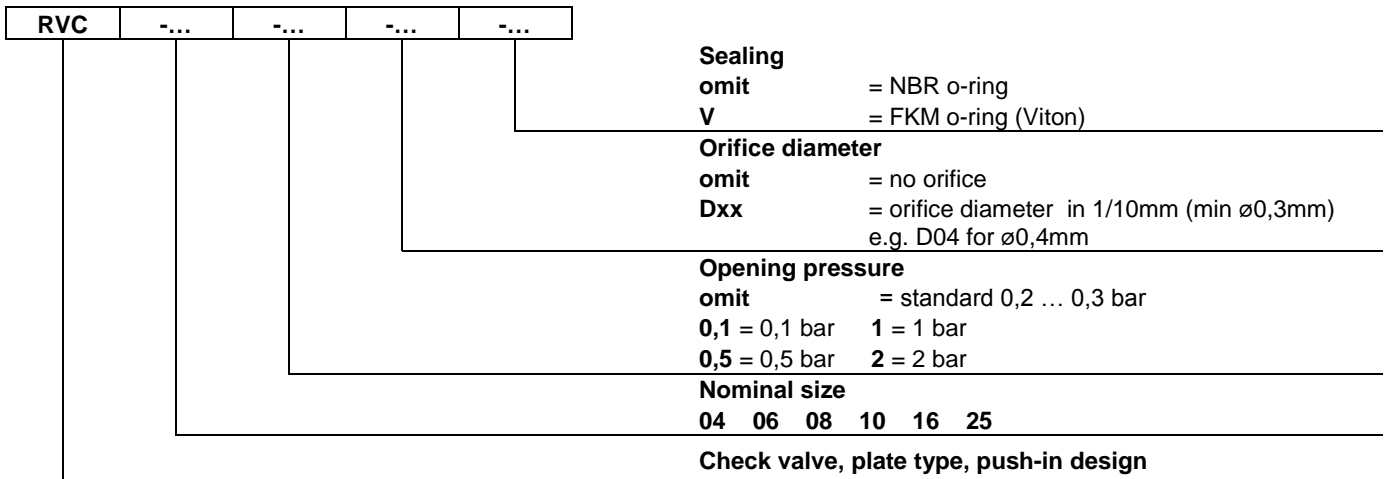 RVC -… -… -… -…
Sealing
omit = NBR o-ring
V = FKM o-ring (Viton)
Orifice diameter
omit = no orifice
Dxx = orifice diameter in 1/10mm (min ø0,3mm)
e.g. D04 for ø0,4mm
Opening pressure
omit = standard 0,2 … 0,3 bar
0,1 = 0,1 bar 1 = 1 bar
0,5 = 0,5 bar 2 = 2 bar
Nominal size
04 06 08 10 16 25
Check valve, plate type, push-in design